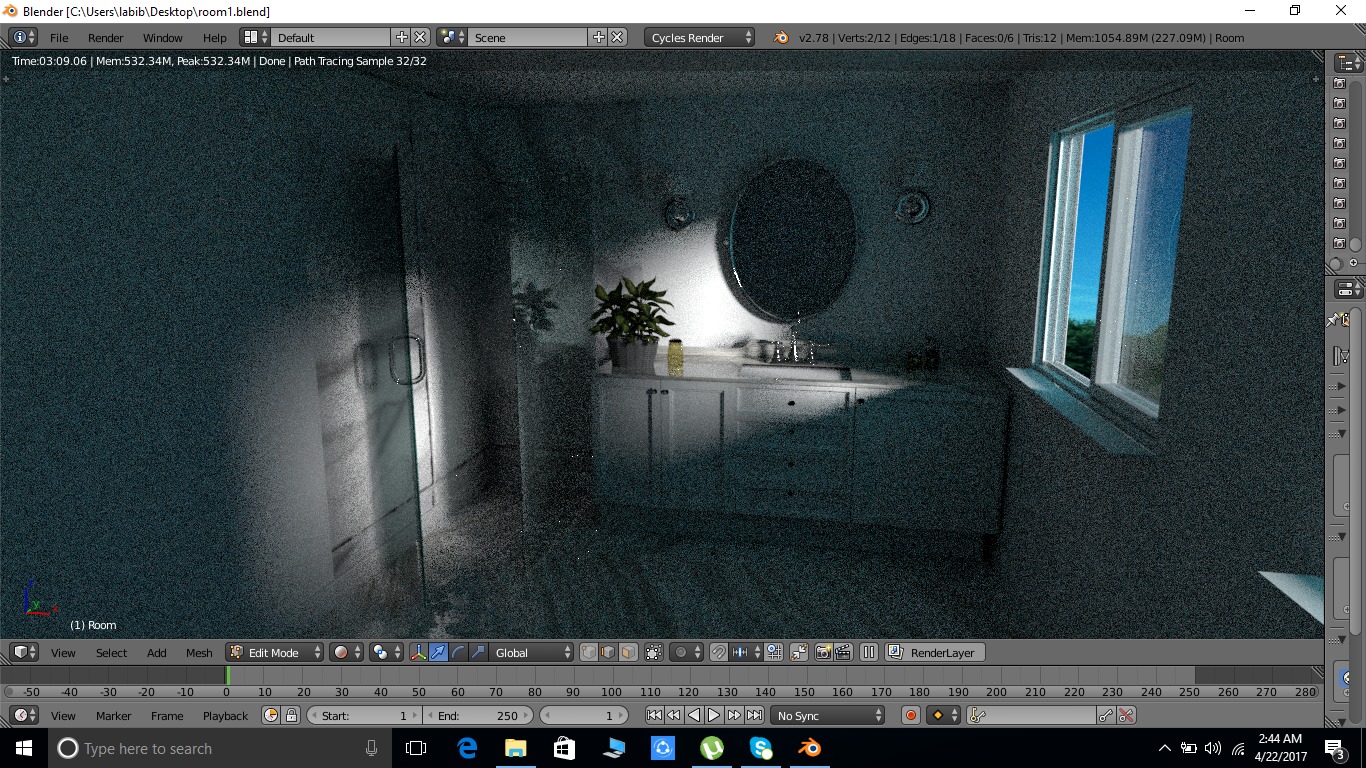 Blender [C:\Users\labib\Desktop\room1.blend]
File Render Window Help Default Scene Cycles Render v2.78 | Verts:2/12 | Edges:1/18 | Faces:0/6 | Tris:12 | Mem:1054.89M (227.09M) | Room
Time:03:09.06 | Mem:532.34M, Peak:532.34M | Done | Path Tracing Sample 32/32
z
y
x
(1) Room
View Select Add Mesh Edit Mode Global RenderLayer
-50 -40 -30 -20 -10 0 10 20 30 40 50 60 70 80 90 100 110 120 130 140 150 160 170 180 190 200 210 220 230 240 250 260 270 280
View Marker Frame Playback Start: 1 End: 250 1 No Sync
Type here to search
2:44 AM
4/22/2017
3